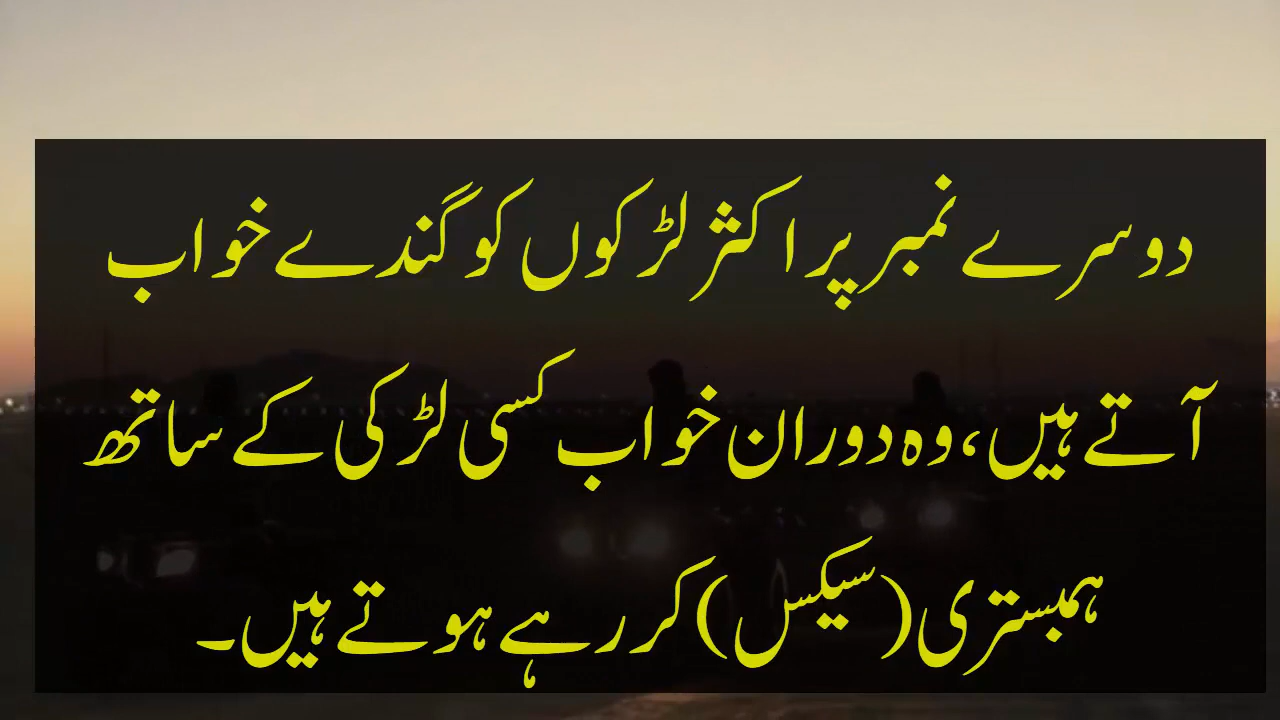 دوسرے نمبر پر اکثر لڑکوں کو گندے خواب
آتے ہیں، وہ دوران خواب کسی لڑکی کے ساتھ
ہمبستری (سیکس) کر رہے ہوتے ہیں۔